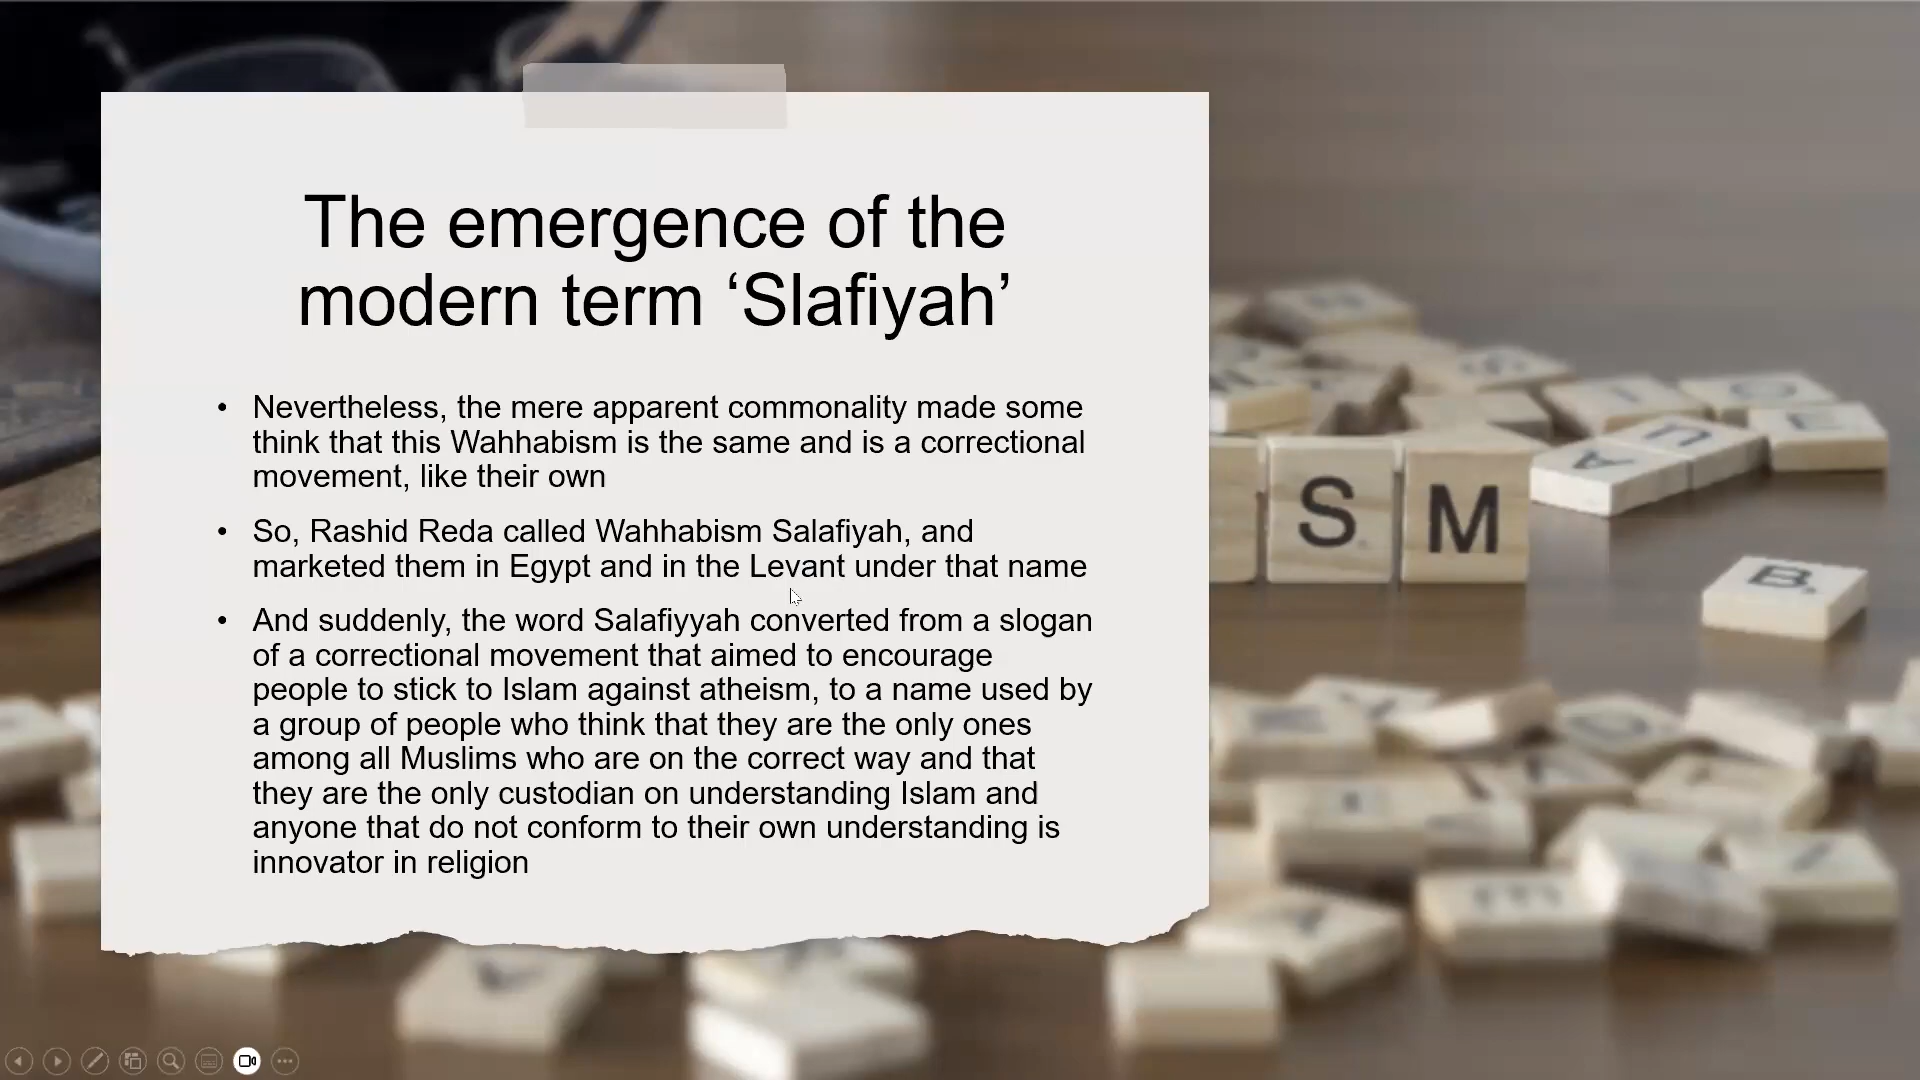 The emergence of the
modern term ‘Slafiyah’
• Nevertheless, the mere apparent commonality made some
think that this Wahhabism is the same and is a correctional
movement, like their own
• So, Rashid Reda called Wahhabism Salafiyah, and
marketed them in Egypt and in the Levant under that name
• And suddenly, the word Salafiyyah converted from a slogan
of a correctional movement that aimed to encourage
people to stick to Islam against atheism, to a name used by
a group of people who think that they are the only ones
among all Muslims who are on the correct way and that
they are the only custodian on understanding Islam and
anyone that do not conform to their own understanding is
innovator in religion
S M
B